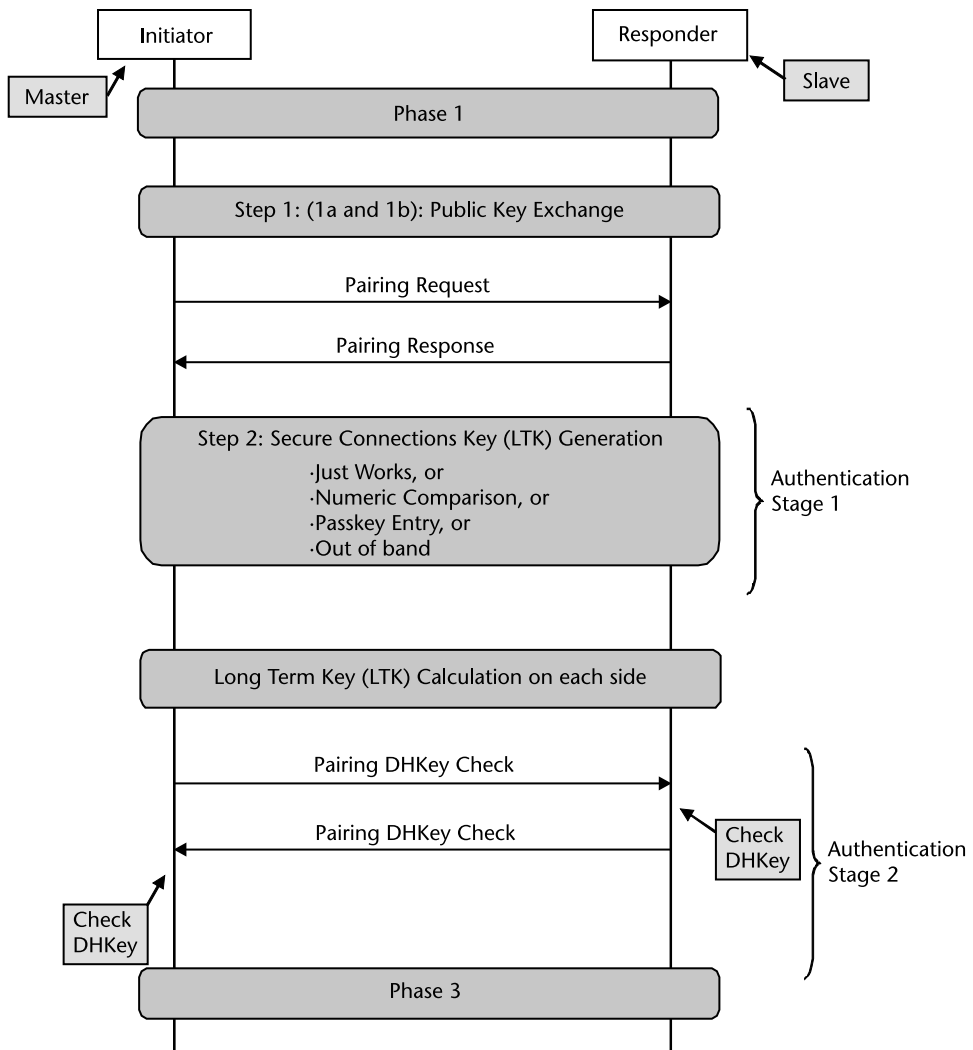 Initiator
Responder
Master
Slave
Phase 1
Step 1: (1a and 1b): Public Key Exchange
Pairing Request
Pairing Response
Step 2: Secure Connections Key (LTK) Generation
·Just Works, or
·Numeric Comparison, or
·Passkey Entry, or
·Out of band
Authentication
Stage 1
Long Term Key (LTK) Calculation on each side
Pairing DHKey Check
Pairing DHKey Check
Check
DHKey
Authentication
Stage 2
Check
DHKey
Phase 3